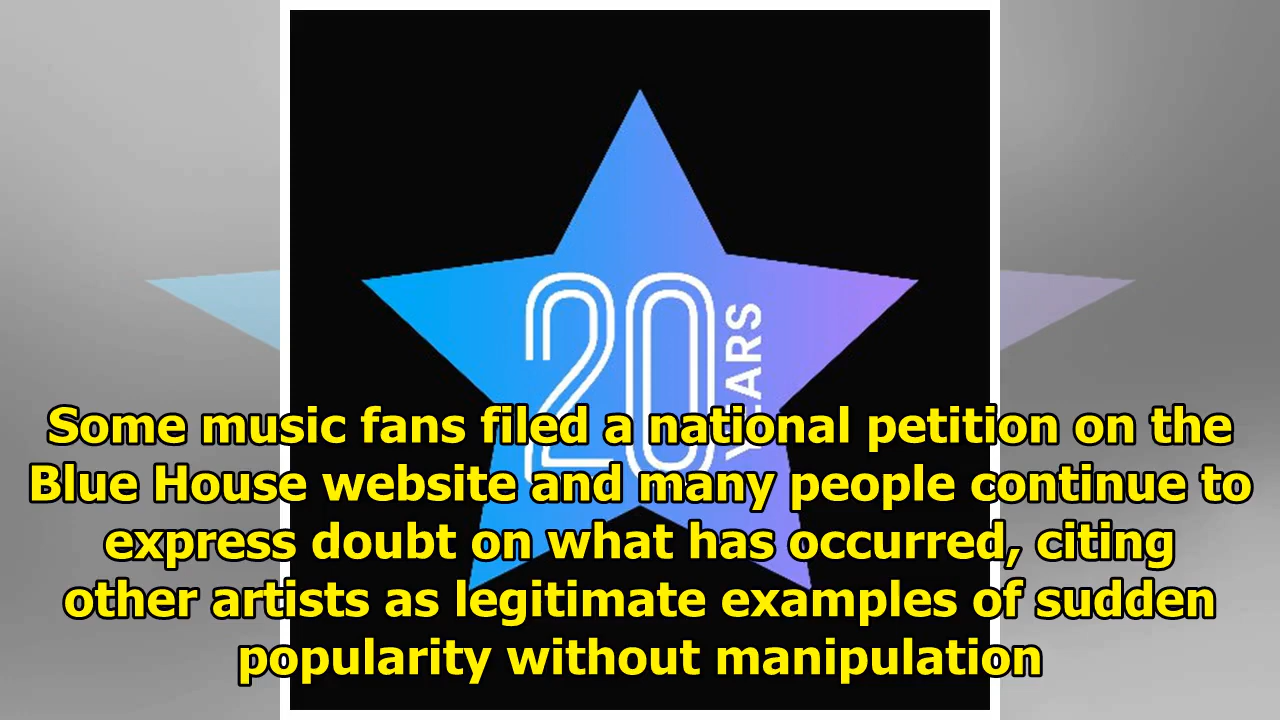 20
YEARS
Some music fans filed a national petition on the
Blue House website and many people continue to
express doubt on what has occurred, citing
other artists as legitimate examples of sudden
popularity without manipulation